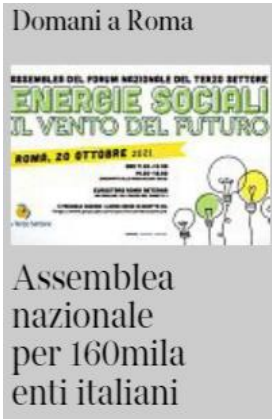 Domani a Roma
ASSEMBLEA DEL FORUM NAZIONALE DEL TERZO SETTORE
ENERGIE SOCIALI
IL VENTO DEL FUTURO
ROMA, 20 OTTOBRE 2021
Assemblea
nazionale
per 160mila
enti italiani